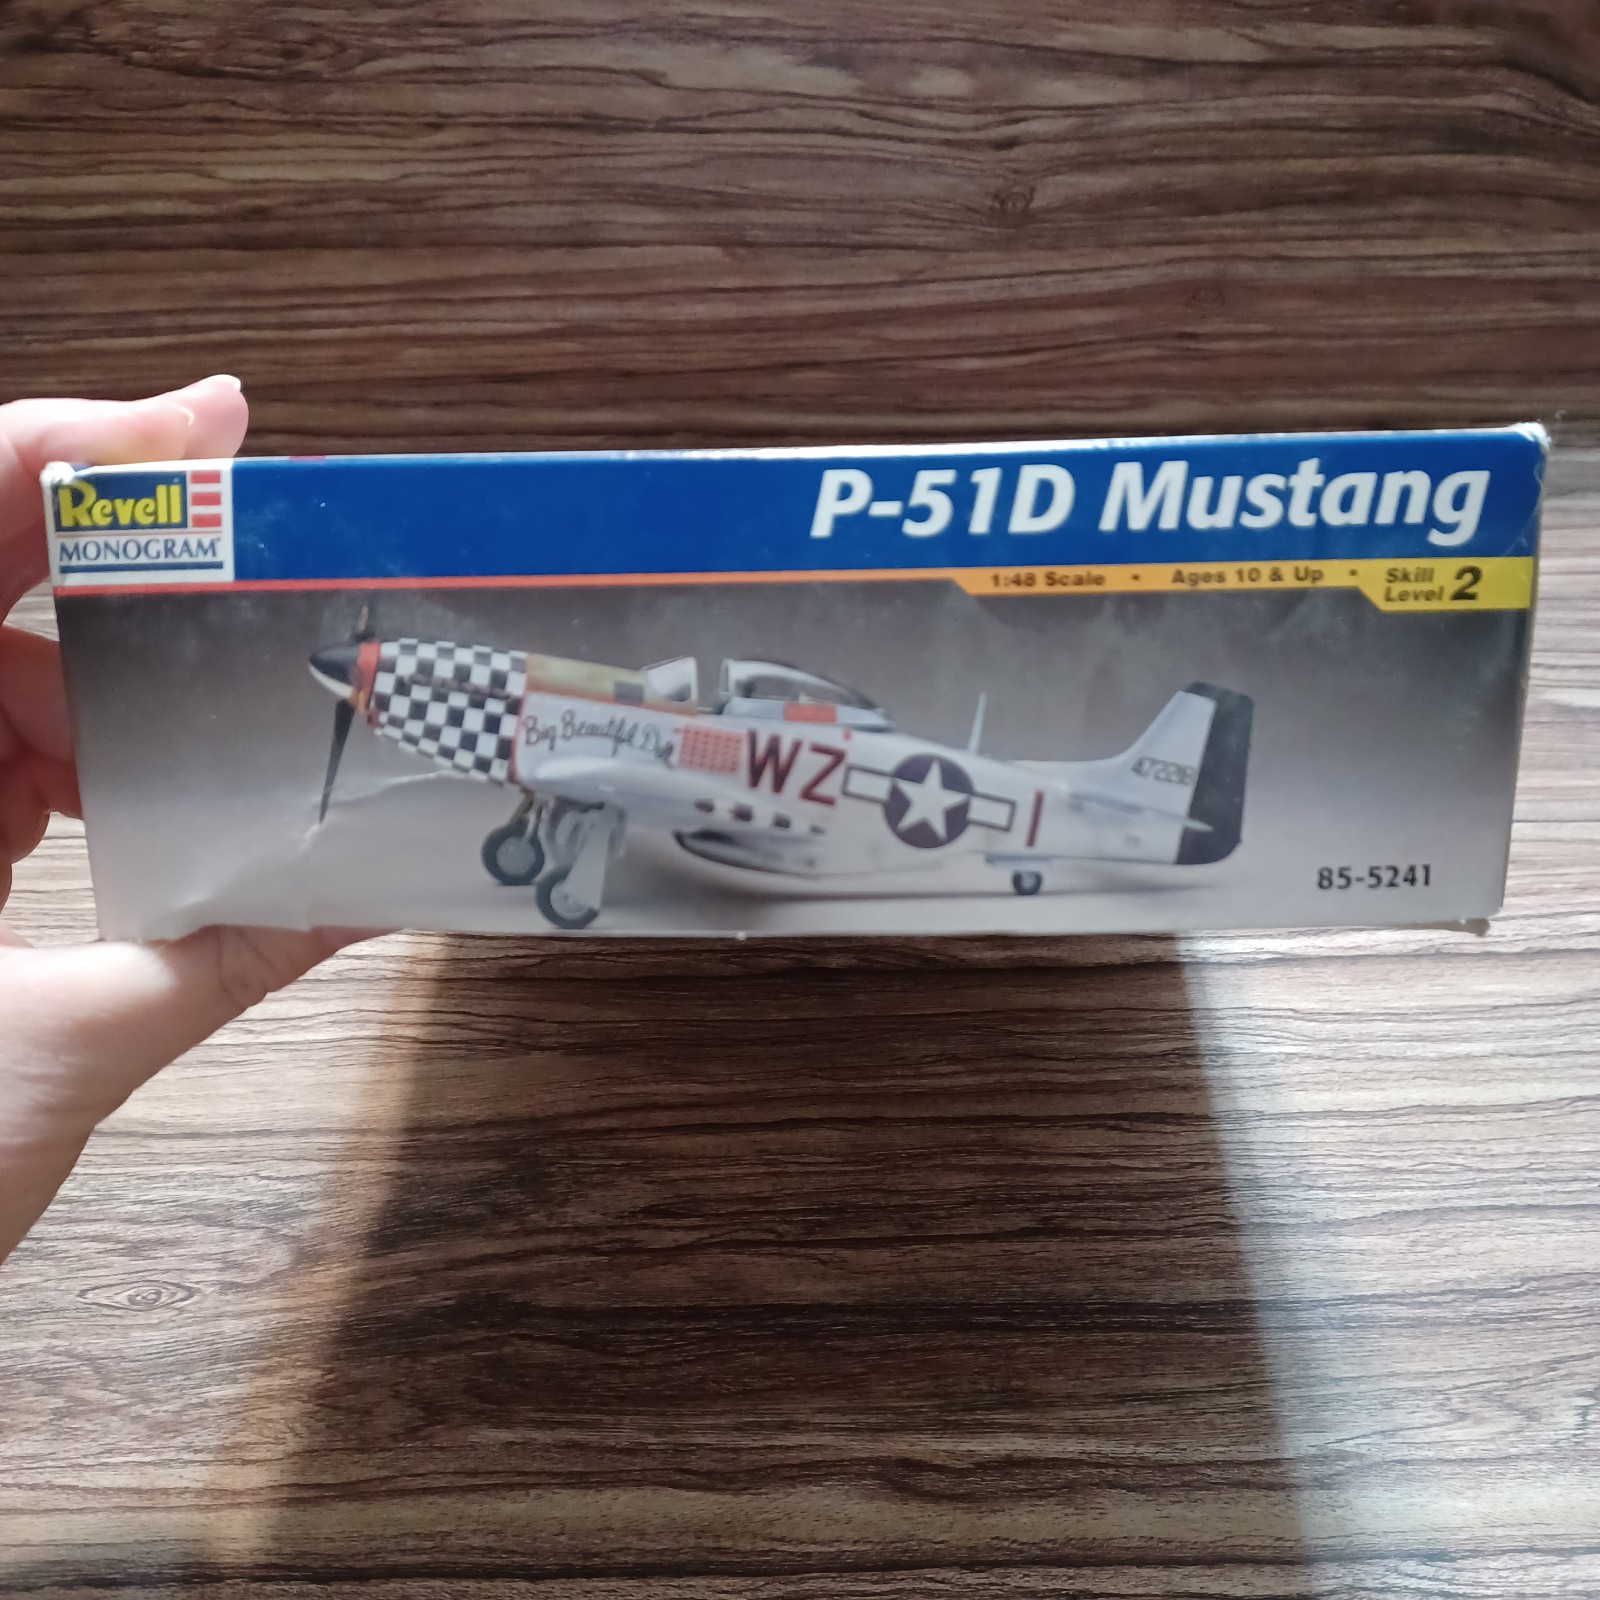 Revell
MONOGRAM
P-51D Mustang
1:48 Scale • Ages 10 & Up • Skill Level 2
Big Beautiful Doll
WZ I
472218
85-5241